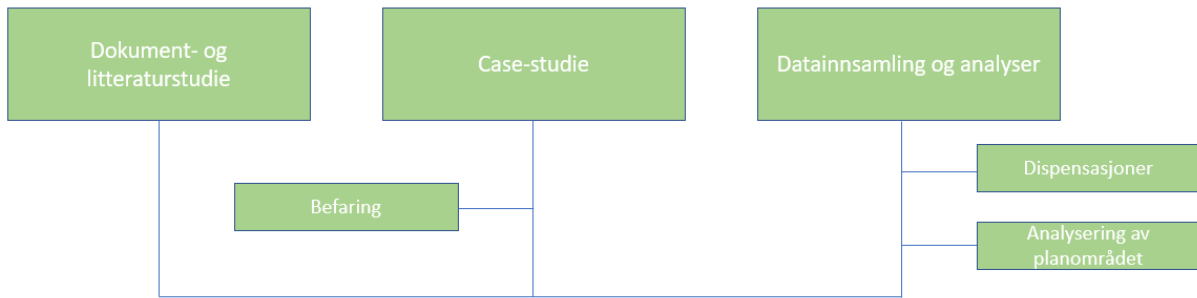 Dokument- og
litteraturstudie
Case-studie
Datainnsamling og analyser
Befaring
Dispensasjoner
Analysering av
planområdet